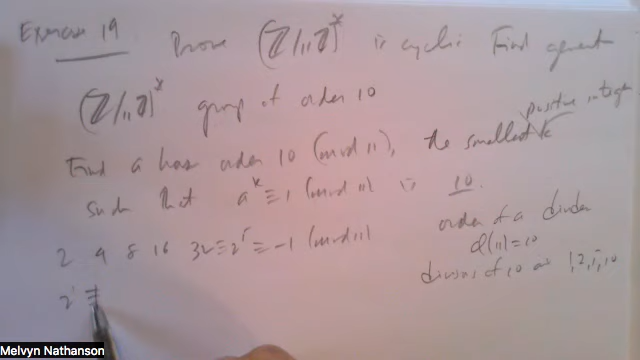 Exercise 19 Prove (ℤ/11ℤ)^× is cyclic Find generator
(ℤ/11ℤ)^× group of order 10
positive integer
Find a has order 10 (mod 11), the smallest k
such that a^k ≡ 1 (mod 11) is 10.
order of a divides
2 4 8 16 32 ≡ 2^5 ≡ -1 (mod 11)
φ(11) = 10
divisors of 10 are 1, 2, 5, 10
2^1 ≡
Melvyn Nathanson